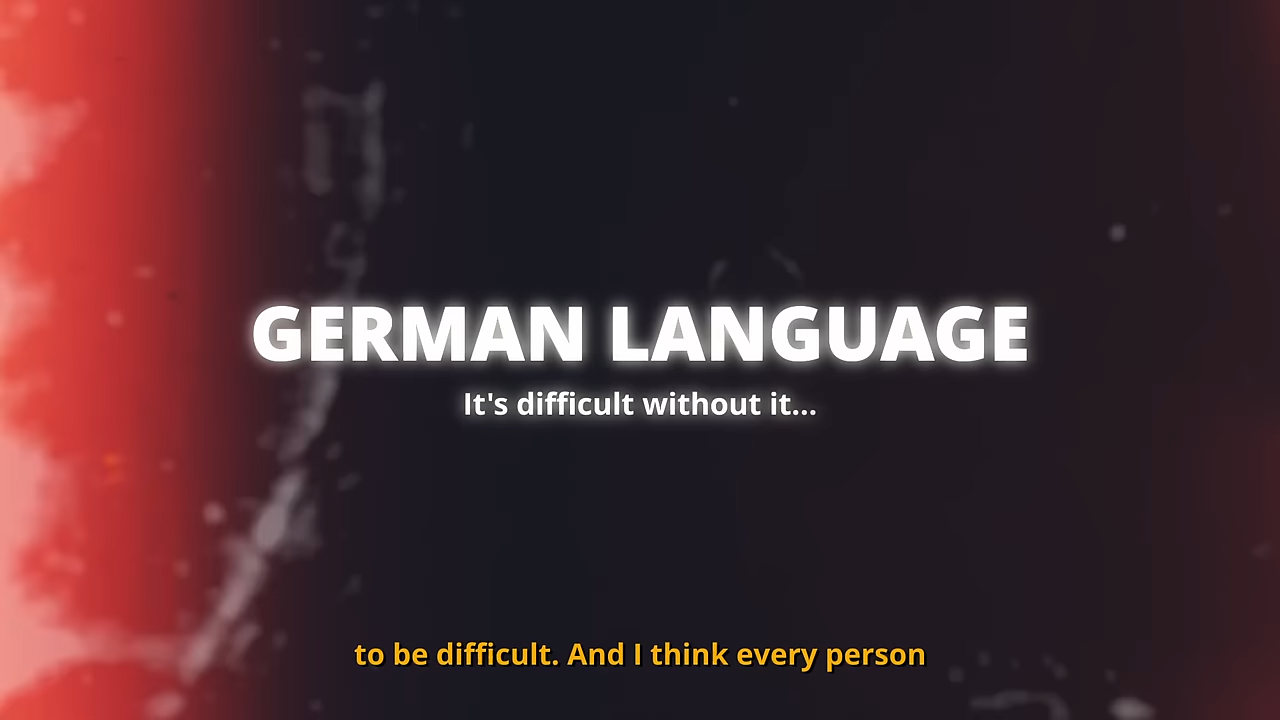 GERMAN LANGUAGE
It's difficult without it...
to be difficult. And I think every person